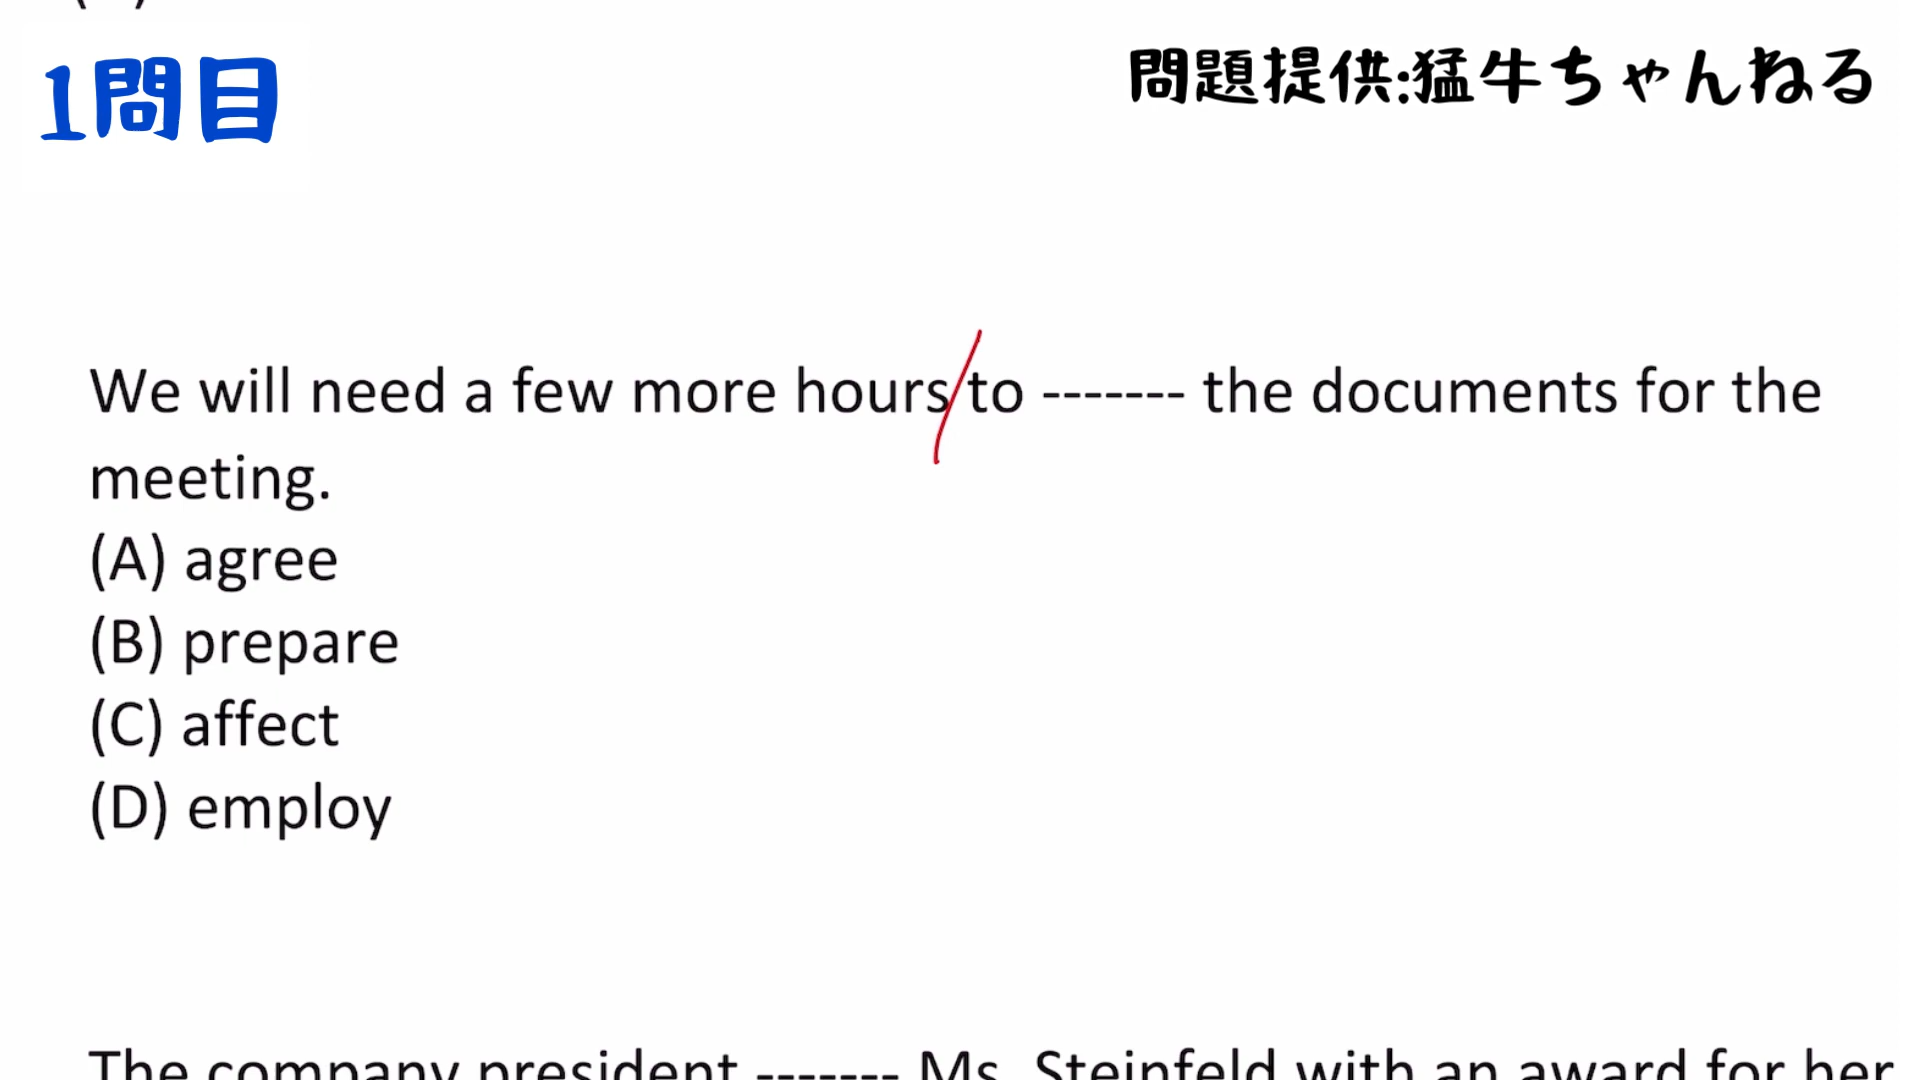 1問目
問題提供:猛牛ちゃんねる
We will need a few more hours to ------- the documents for the
meeting.
(A) agree
(B) prepare
(C) affect
(D) employ
The company president ------- Ms. Steinfeld with an award for her